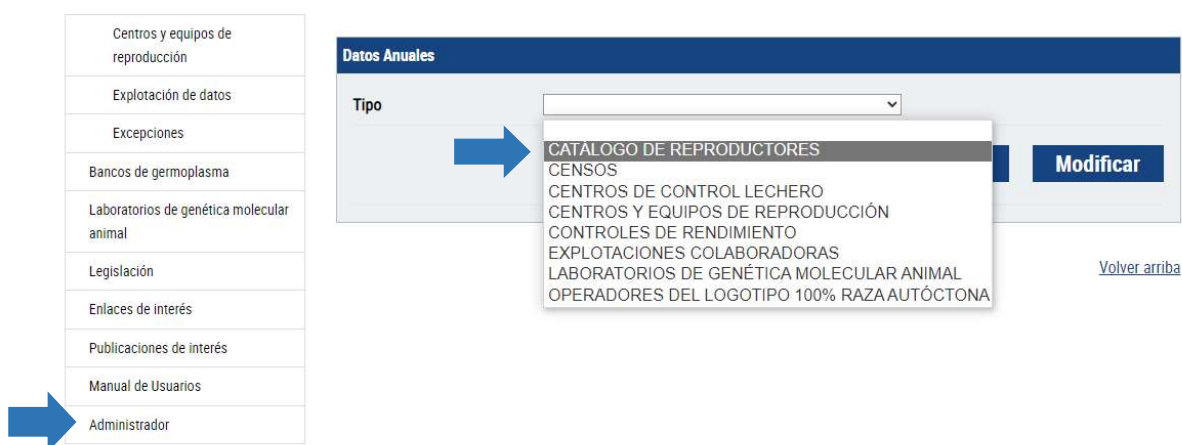 Centros y equipos de
reproducción
Explotación de datos
Excepciones
Bancos de germoplasma
Laboratorios de genética molecular
animal
Legislación
Enlaces de interés
Publicaciones de interés
Manual de Usuarios
Administrador
Datos Anuales
Tipo
CATÁLOGO DE REPRODUCTORES
CENSOS
CENTROS DE CONTROL LECHERO
CENTROS Y EQUIPOS DE REPRODUCCIÓN
CONTROLES DE RENDIMIENTO
EXPLOTACIONES COLABORADORAS
LABORATORIOS DE GENÉTICA MOLECULAR ANIMAL
OPERADORES DEL LOGOTIPO 100% RAZA AUTÓCTONA
Modificar
Volver arriba